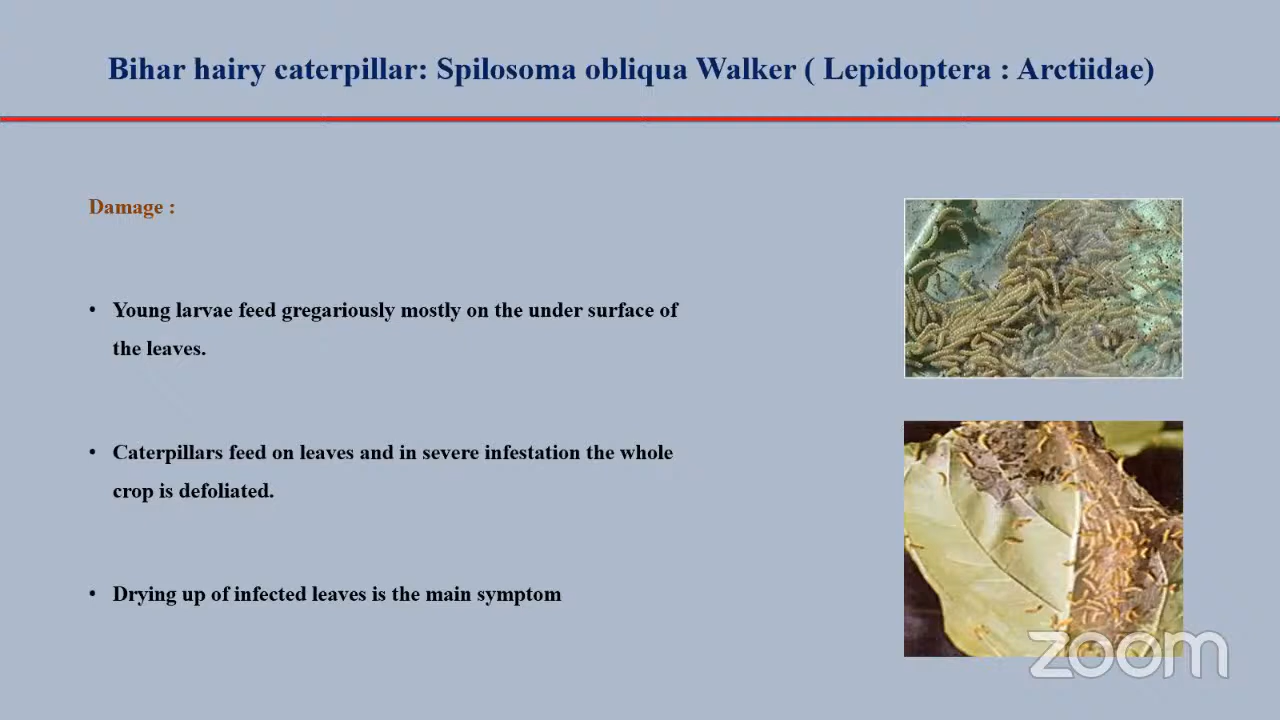 Bihar hairy caterpillar: Spilosoma obliqua Walker ( Lepidoptera : Arctiidae)
Damage :
• Young larvae feed gregariously mostly on the under surface of
the leaves.
• Caterpillars feed on leaves and in severe infestation the whole
crop is defoliated.
• Drying up of infected leaves is the main symptom
zoom